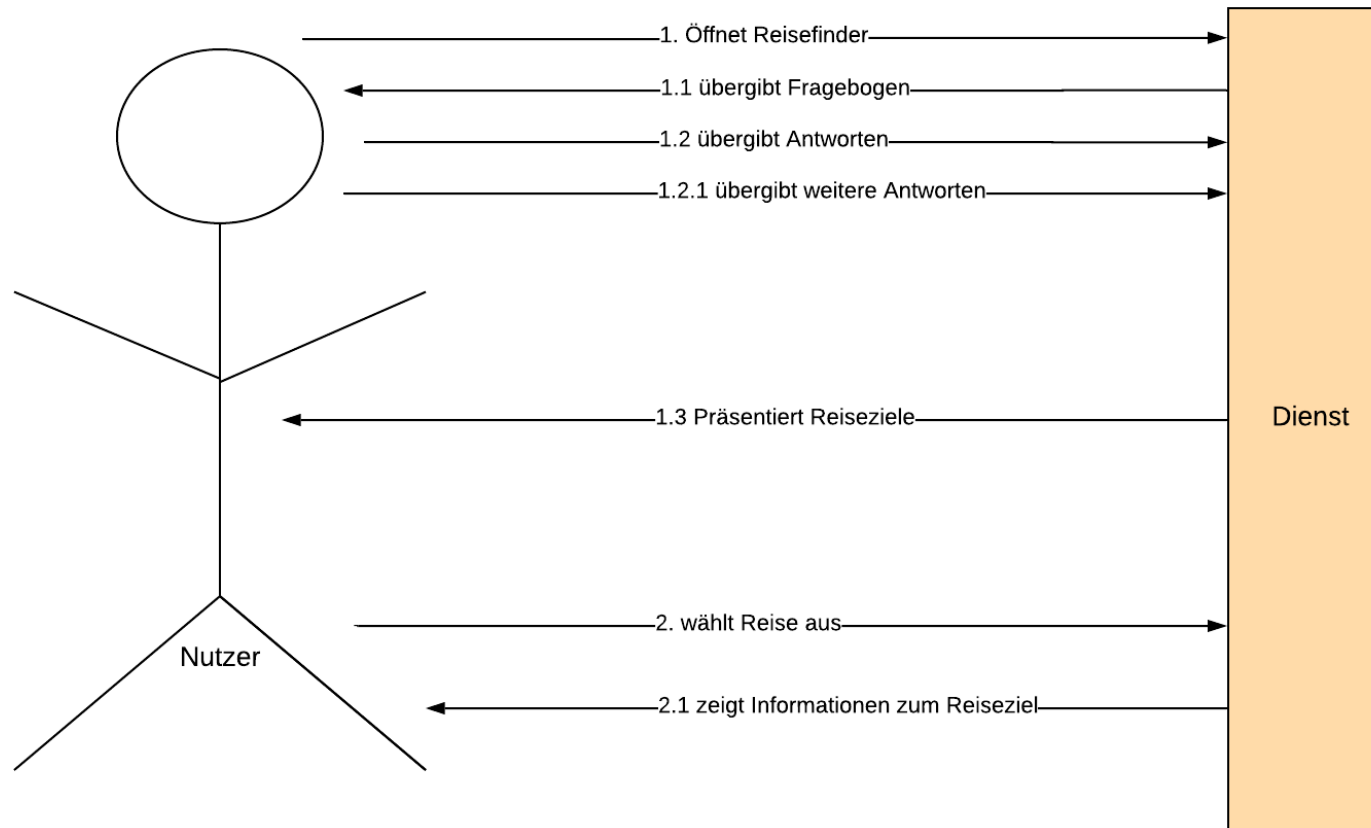 1. Öffnet Reisefinder
1.1 übergibt Fragebogen
1.2 übergibt Antworten
1.2.1 übergibt weitere Antworten
1.3 Präsentiert Reiseziele
Dienst
2. wählt Reise aus
Nutzer
2.1 zeigt Informationen zum Reiseziel